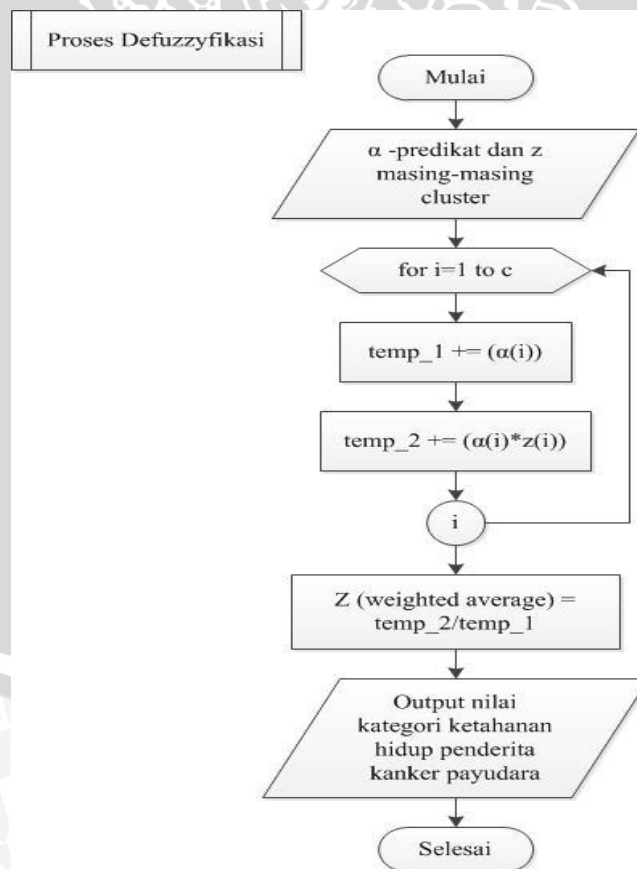 Proses Defuzzyfikasi
Mulai
α -predikat dan z
masing-masing
cluster
for i=1 to c
temp_1 += (α(i))
temp_2 += (α(i)*z(i))
i
Z (weighted average) =
temp_2/temp_1
Output nilai
kategori ketahanan
hidup penderita
kanker payudara
Selesai